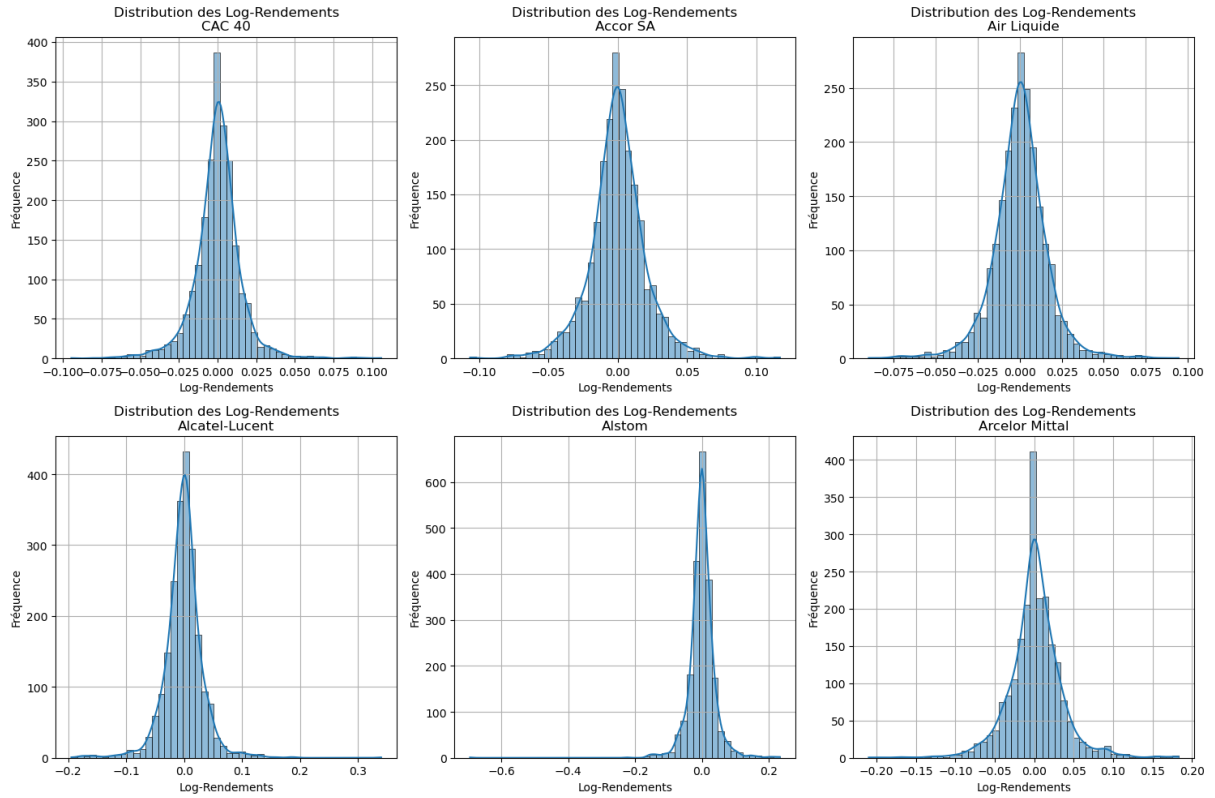 Distribution des Log-Rendements
CAC 40
400
350
300
250
200
150
100
50
0
Fréquence
−0.100−0.075−0.050−0.025 0.000 0.025 0.050 0.075 0.100
Log-Rendements
Distribution des Log-Rendements
Accor SA
250
200
150
100
50
0
Fréquence
−0.10 −0.05 0.00 0.05 0.10
Log-Rendements
Distribution des Log-Rendements
Air Liquide
250
200
150
100
50
0
Fréquence
−0.075 −0.050 −0.025 0.000 0.025 0.050 0.075 0.100
Log-Rendements
Distribution des Log-Rendements
Alcatel-Lucent
400
300
200
100
0
Fréquence
−0.2 −0.1 0.0 0.1 0.2 0.3
Log-Rendements
Distribution des Log-Rendements
Alstom
600
500
400
300
200
100
0
Fréquence
−0.6 −0.4 −0.2 0.0 0.2
Log-Rendements
Distribution des Log-Rendements
Arcelor Mittal
400
350
300
250
200
150
100
50
0
Fréquence
−0.20 −0.15 −0.10 −0.05 0.00 0.05 0.10 0.15 0.20
Log-Rendements